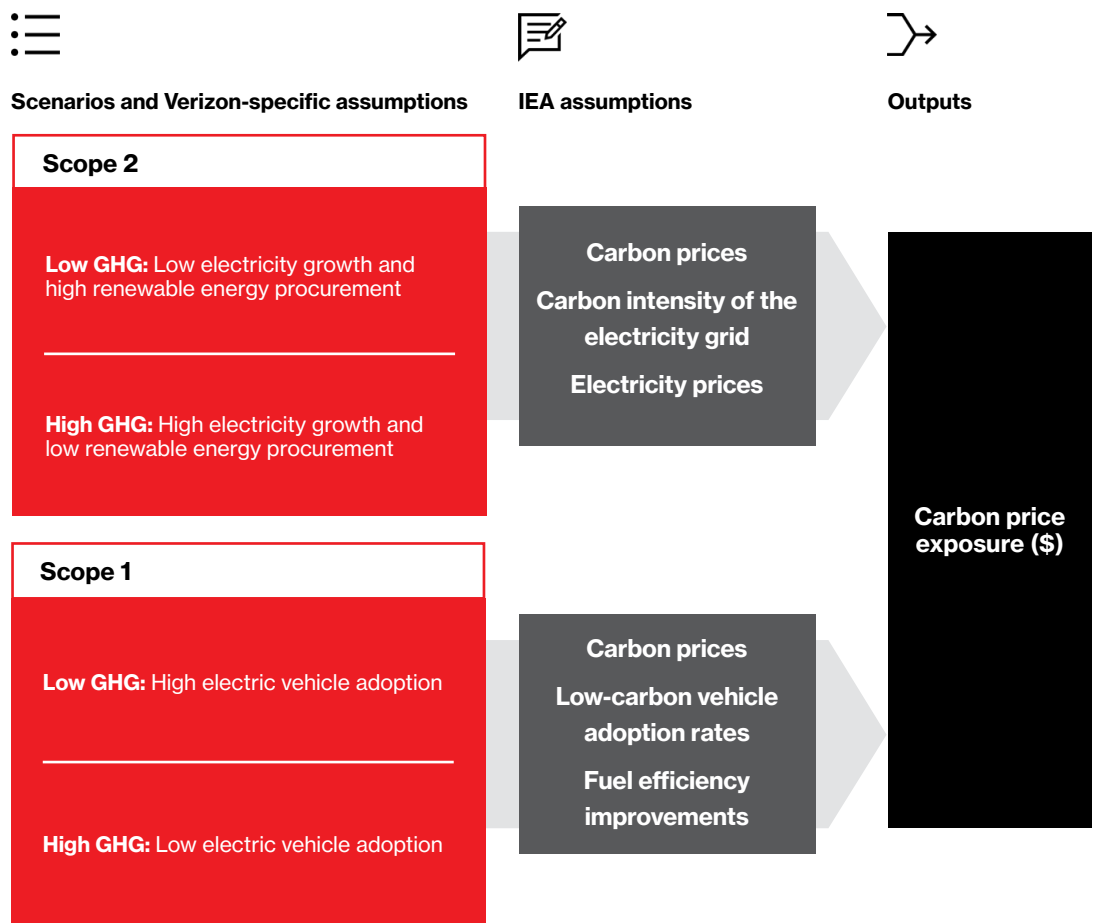 Scenarios and Verizon-specific assumptions
IEA assumptions
Outputs
Scope 2
Low GHG: Low electricity growth and
high renewable energy procurement
High GHG: High electricity growth and
low renewable energy procurement
Carbon prices
Carbon intensity of the
electricity grid
Electricity prices
Scope 1
Low GHG: High electric vehicle adoption
High GHG: Low electric vehicle adoption
Carbon prices
Low-carbon vehicle
adoption rates
Fuel efficiency
improvements
Carbon price
exposure ($)